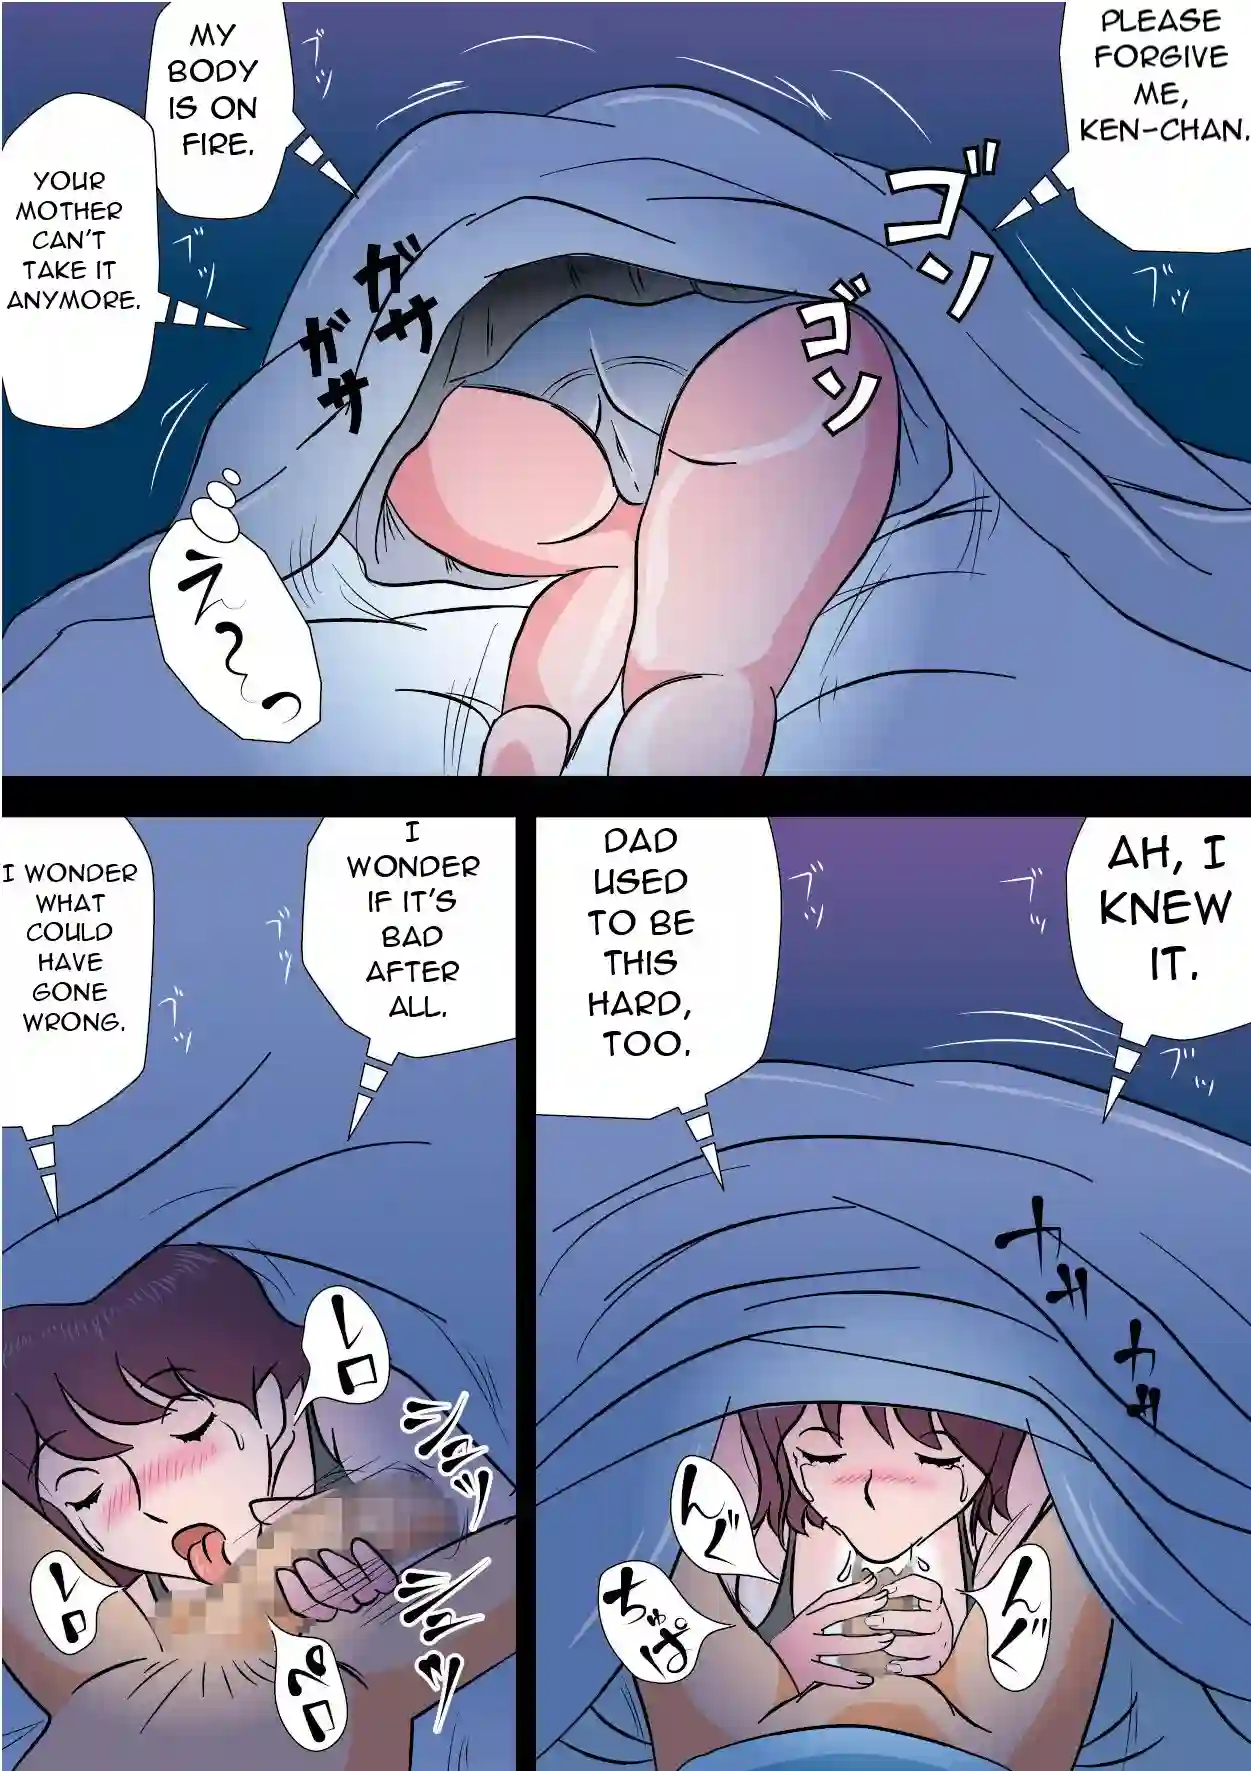 PLEASE
FORGIVE
ME,
KEN-CHAN.
MY
BODY
IS ON
FIRE.
YOUR
MOTHER
CAN'T
TAKE IT
ANYMORE.
ゴソ
ゴソ
ガサ
ガサ
AH, I
KNEW
IT.
DAD
USED
TO BE
THIS
HARD,
TOO.
んぐ
んぐ
ちゅぱ
I
WONDER
IF IT'S
BAD
AFTER
ALL.
I WONDER
WHAT
COULD
HAVE
GONE
WRONG.
レロ
レロ
ペロ